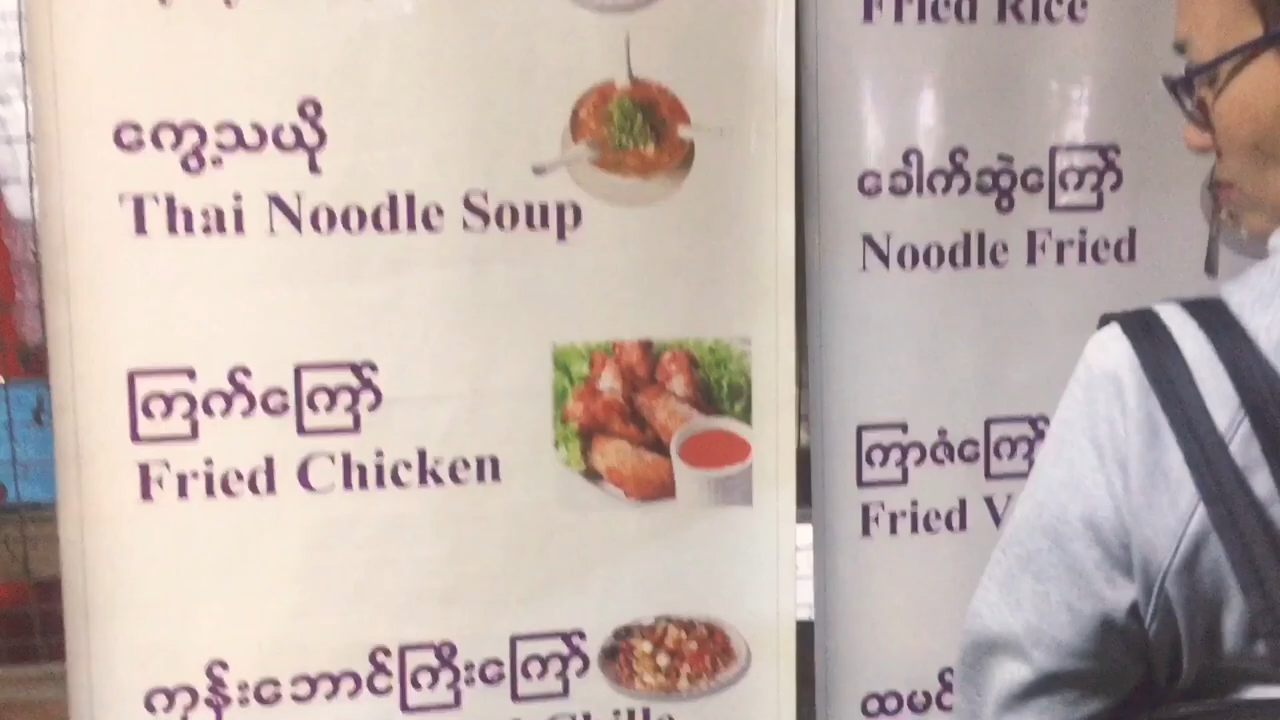 ကွေ့သယို
Thai Noodle Soup
ကြက်ကြော်
Fried Chicken
ကုန်းဘောင်ကြီးကြော်
Fried Rice
ခေါက်ဆွဲကြော်
Noodle Fried
ကြာဇံကြော်
Fried
ထမင်